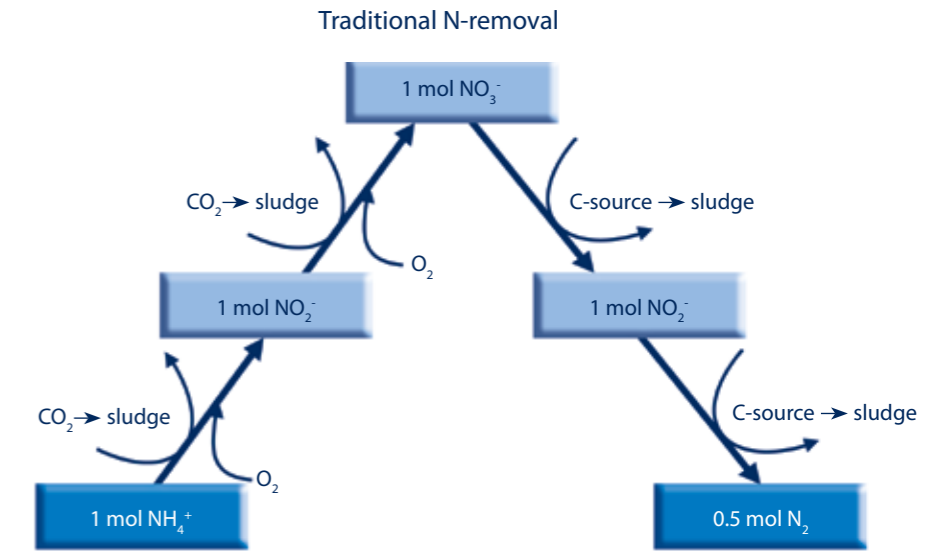 Traditional N-removal
1 mol NO₃⁻
CO₂→ sludge
C-source → sludge
O₂
1 mol NO₂⁻
1 mol NO₂⁻
CO₂→ sludge
C-source → sludge
O₂
1 mol NH₄⁺
0.5 mol N₂